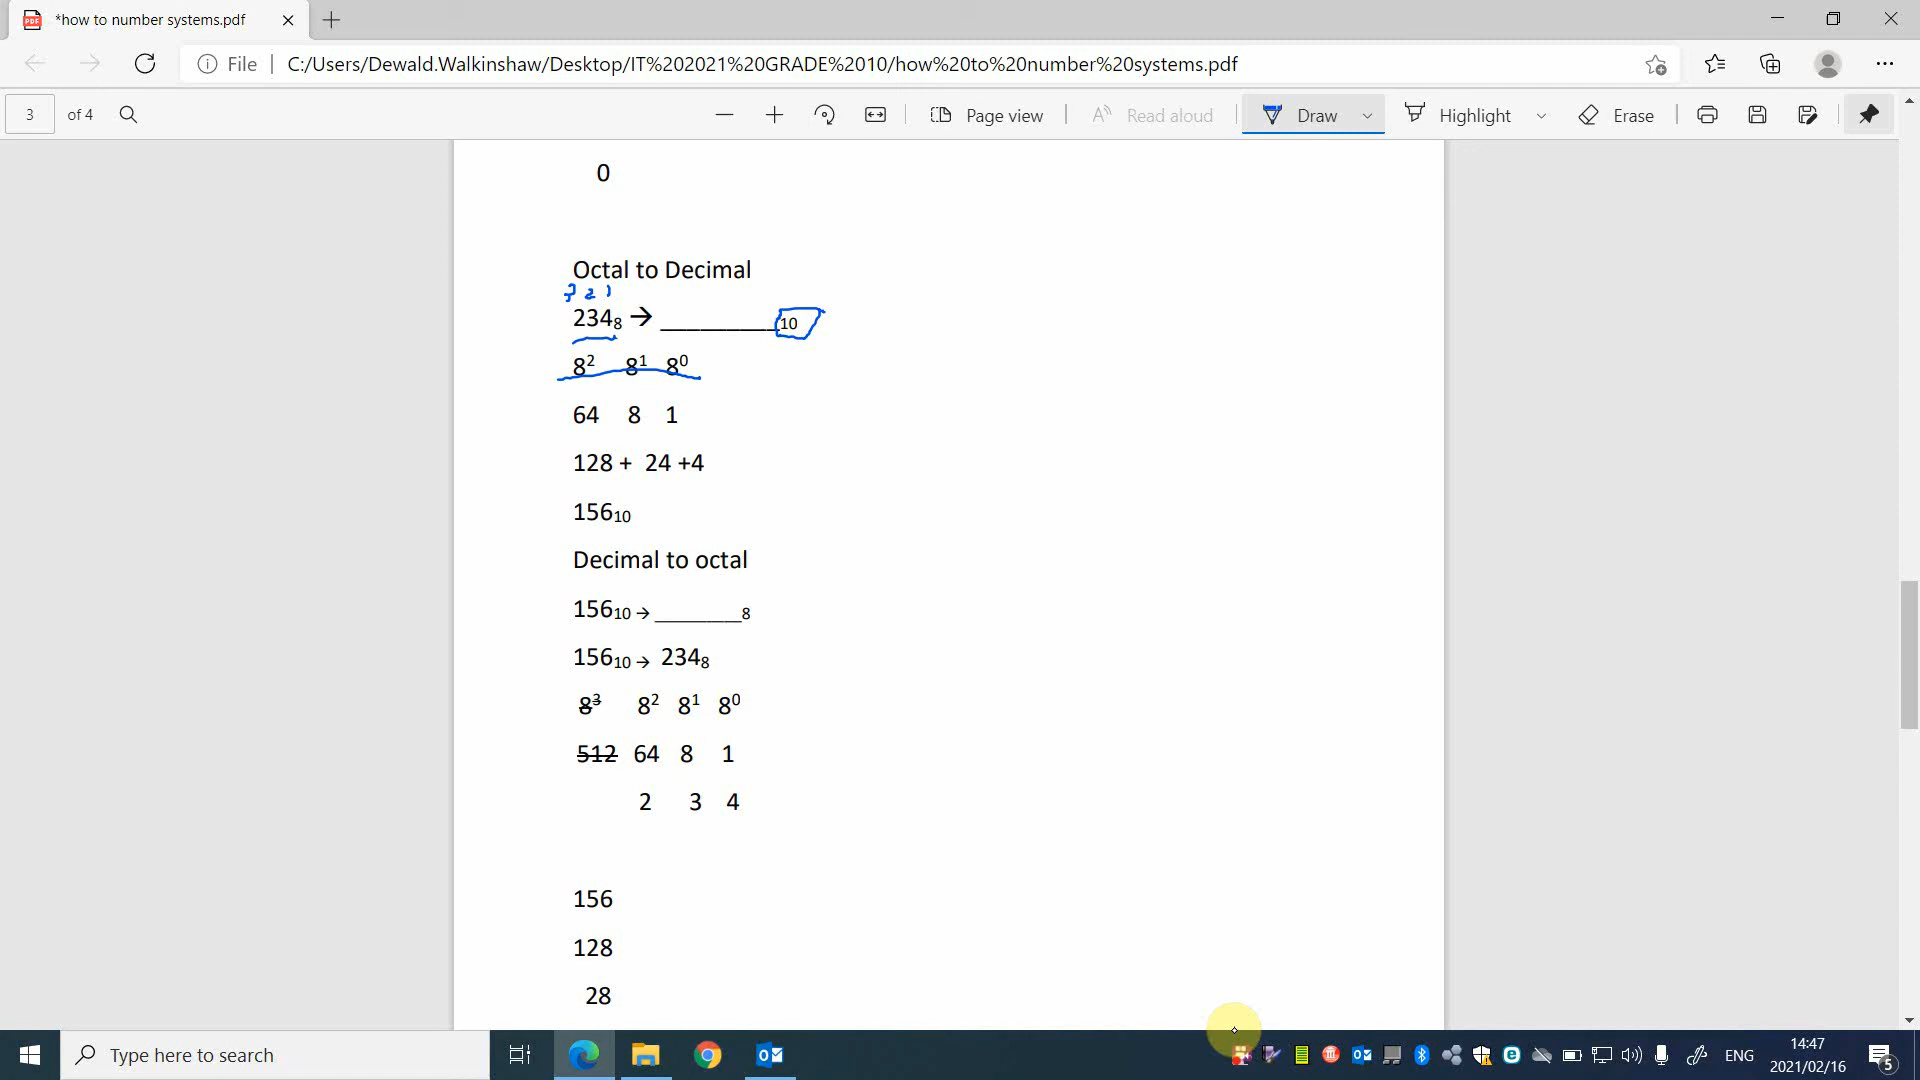 *how to number systems.pdf
File
C:/Users/Dewald.Walkinshaw/Desktop/IT%202021%20GRADE%2010/how%20to%20number%20systems.pdf
3 of 4
Page view
Read aloud
Draw
Highlight
Erase
0
Octal to Decimal
3 2 1
234₈ → _________10
8² 8¹ 8⁰
64 8 1
128 + 24 +4
156₁₀
Decimal to octal
156₁₀ → ________8
156₁₀ → 234₈
8³ 8² 8¹ 8⁰
512 64 8 1
2 3 4
156
128
28
Type here to search
ENG
14:47
2021/02/16
5